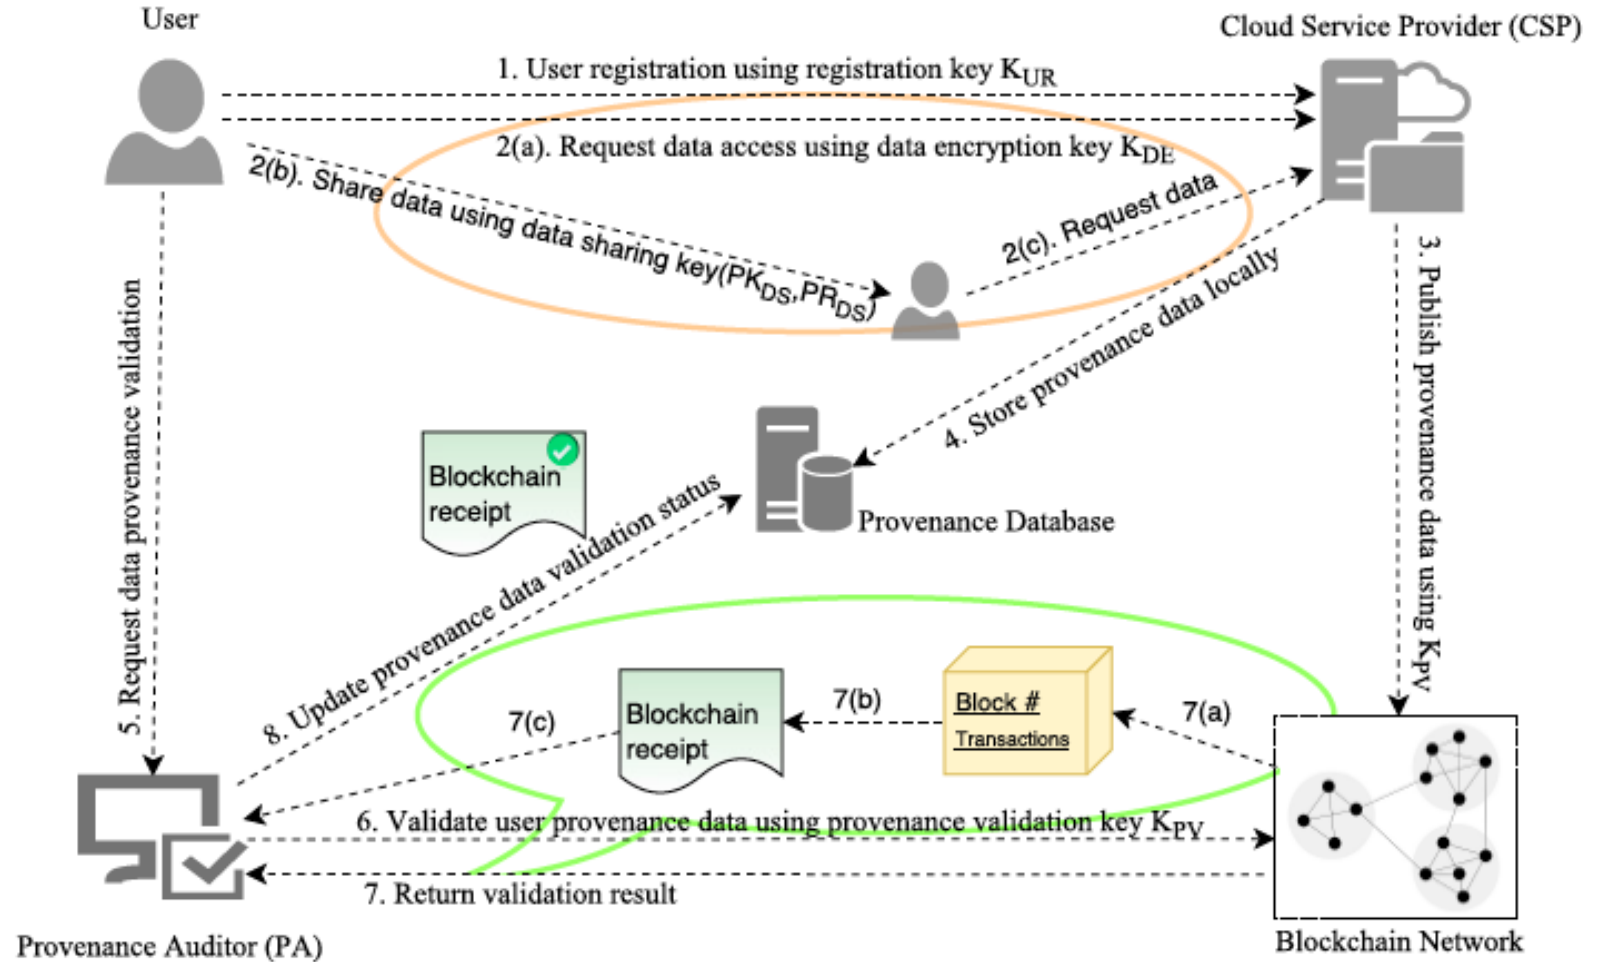 User
Cloud Service Provider (CSP)
1. User registration using registration key KUR
2(a). Request data access using data encryption key KDE
2(b). Share data using data sharing key(PKDS,PRDS)
2(c). Request data
3. Publish provenance data using KPV
4. Store provenance data locally
5. Request data provenance validation
Blockchain
receipt
Provenance Database
8. Update provenance data validation status
Blockchain
receipt
7(c)
7(b)
Block #
Transactions
7(a)
6. Validate user provenance data using provenance validation key KPV
7. Return validation result
Provenance Auditor (PA)
Blockchain Network